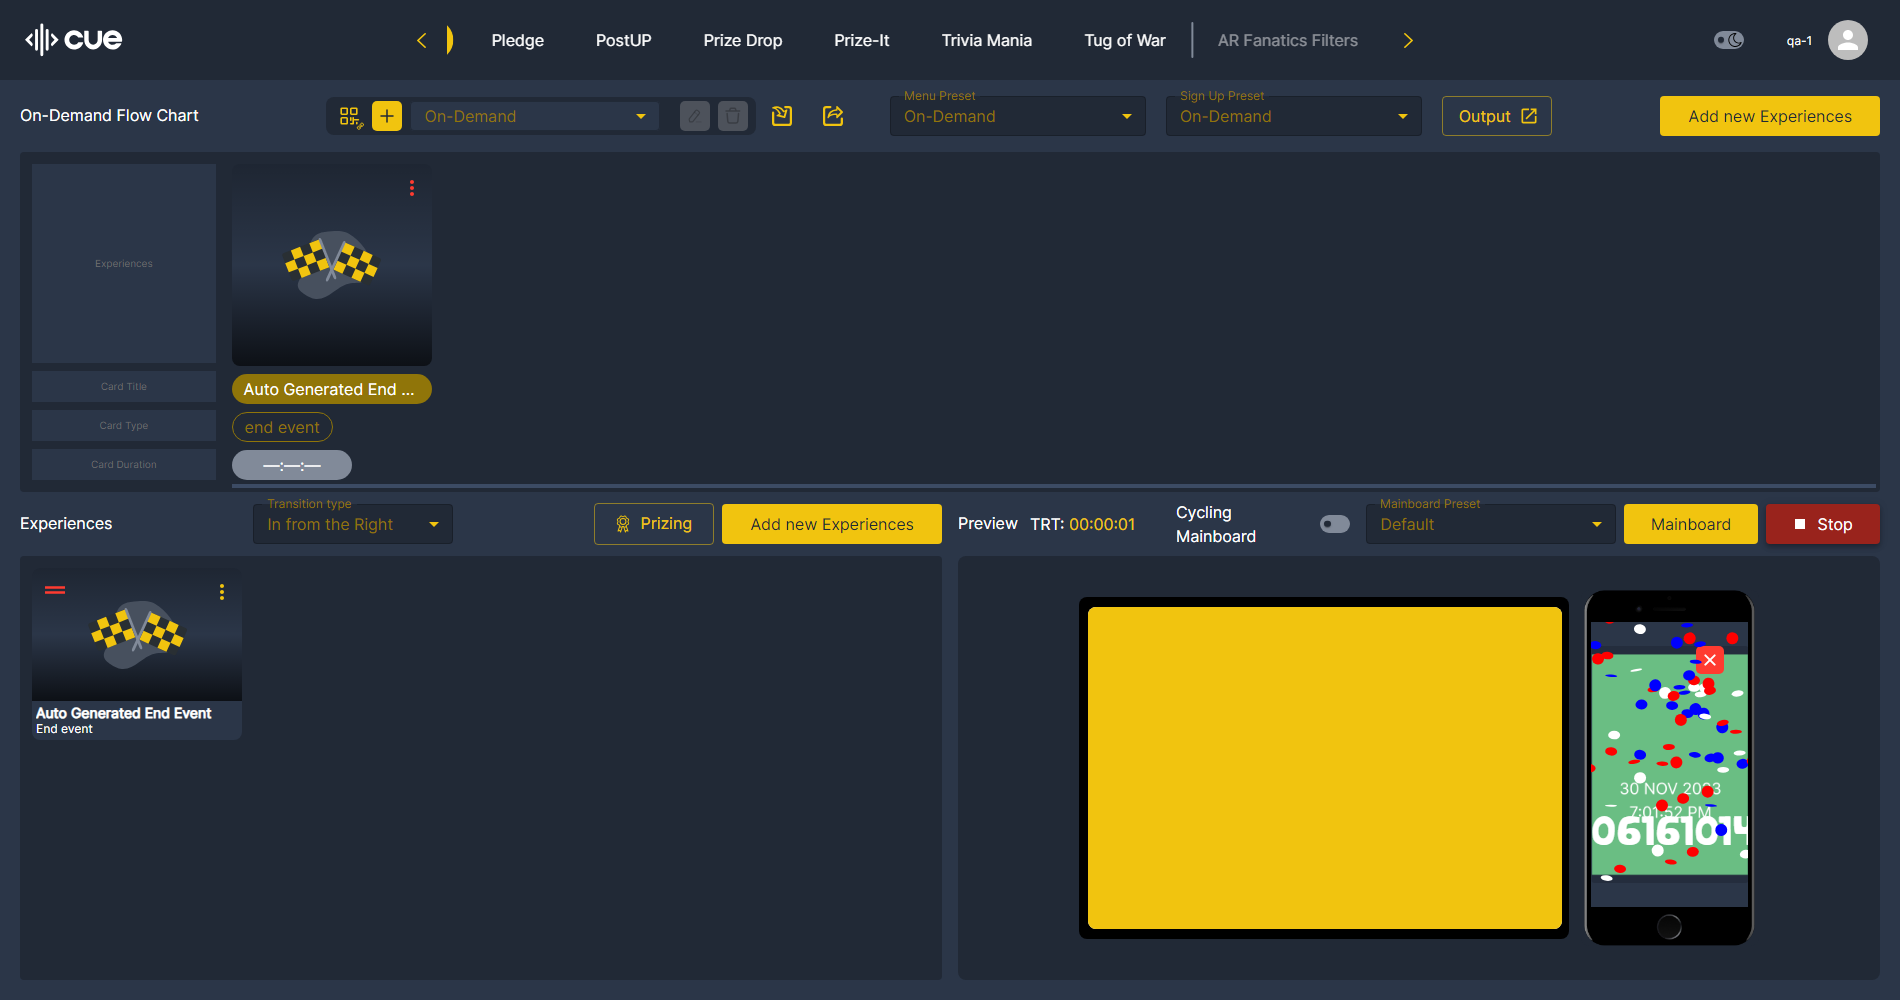 cue
Pledge
PostUP
Prize Drop
Prize-It
Trivia Mania
Tug of War
AR Fanatics Filters
qa-1
On-Demand Flow Chart
On-Demand
Menu Preset
On-Demand
Sign Up Preset
On-Demand
Output
Add new Experiences
Experiences
Card Title
Card Type
Card Duration
Auto Generated End ...
end event
—:—:—
Experiences
Transition type
In from the Right
Prizing
Add new Experiences
Preview
TRT: 00:00:01
Cycling
Mainboard
Mainboard Preset
Default
Mainboard
Stop
Auto Generated End Event
End event
30 NOV 2023
7:01:52 PM